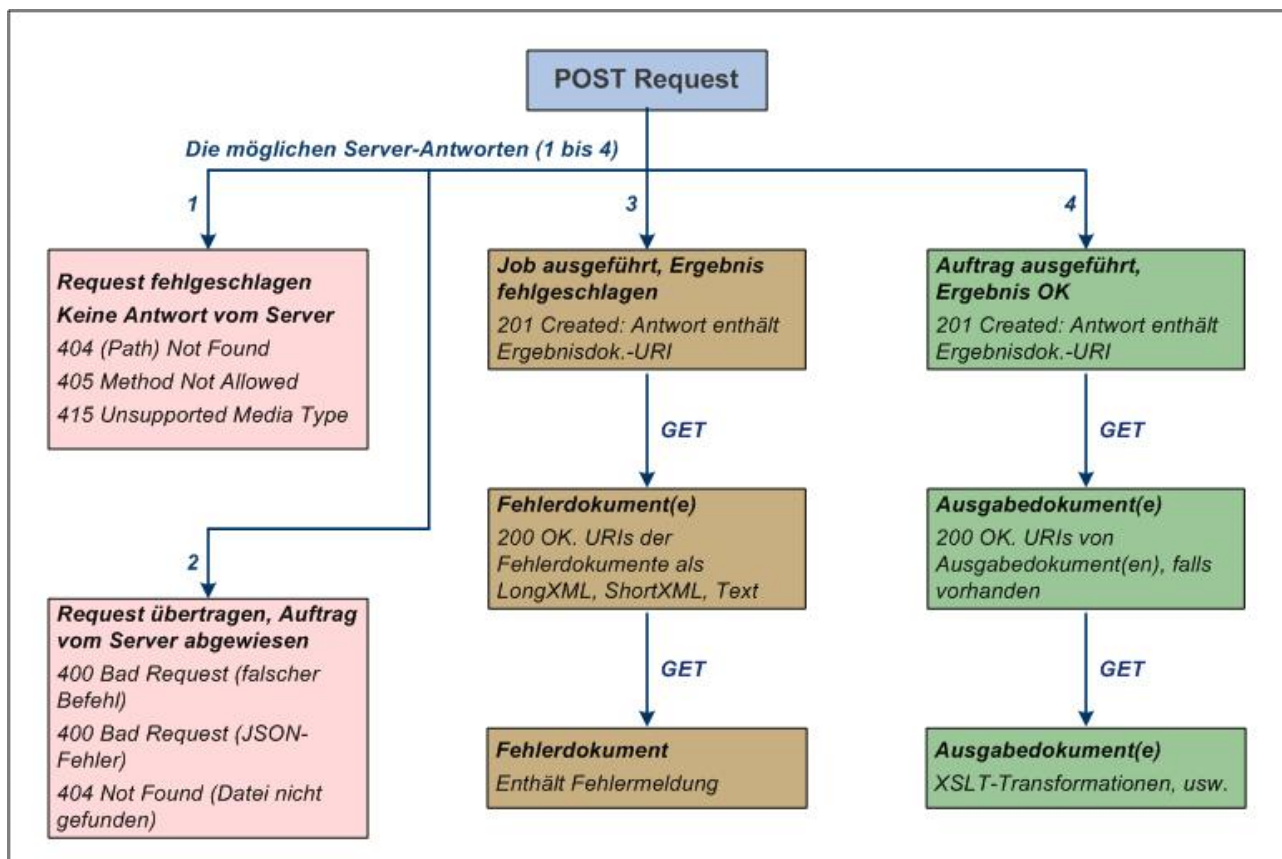 POST Request
Die möglichen Server-Antworten (1 bis 4)
1
Request fehlgeschlagen
Keine Antwort vom Server
404 (Path) Not Found
405 Method Not Allowed
415 Unsupported Media Type
2
Request übertragen, Auftrag
vom Server abgewiesen
400 Bad Request (falscher
Befehl)
400 Bad Request (JSON-
Fehler)
404 Not Found (Datei nicht
gefunden)
3
Job ausgeführt, Ergebnis
fehlgeschlagen
201 Created: Antwort enthält
Ergebnisdok.-URI
GET
Fehlerdokument(e)
200 OK. URIs der
Fehlerdokumente als
LongXML, ShortXML, Text
GET
Fehlerdokument
Enthält Fehlermeldung
4
Auftrag ausgeführt,
Ergebnis OK
201 Created: Antwort enthält
Ergebnisdok.-URI
GET
Ausgabedokument(e)
200 OK. URIs von
Ausgabedokument(en), falls
vorhanden
GET
Ausgabedokument(e)
XSLT-Transformationen, usw.